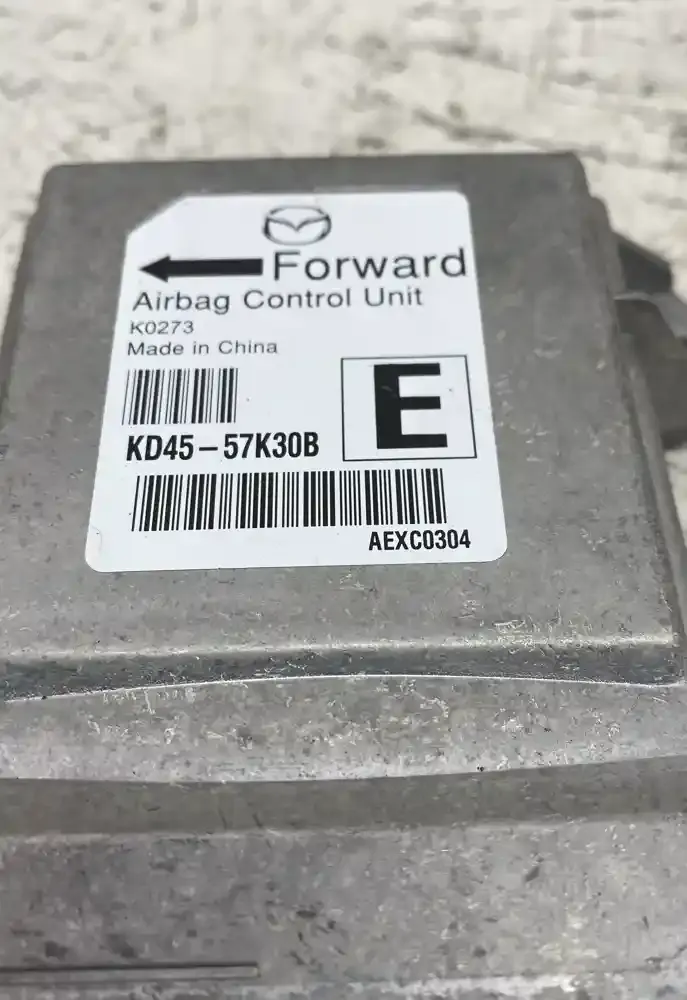 Forward
Airbag Control Unit
K0273
Made in China
E
KD45-57K30B
AEXC0304